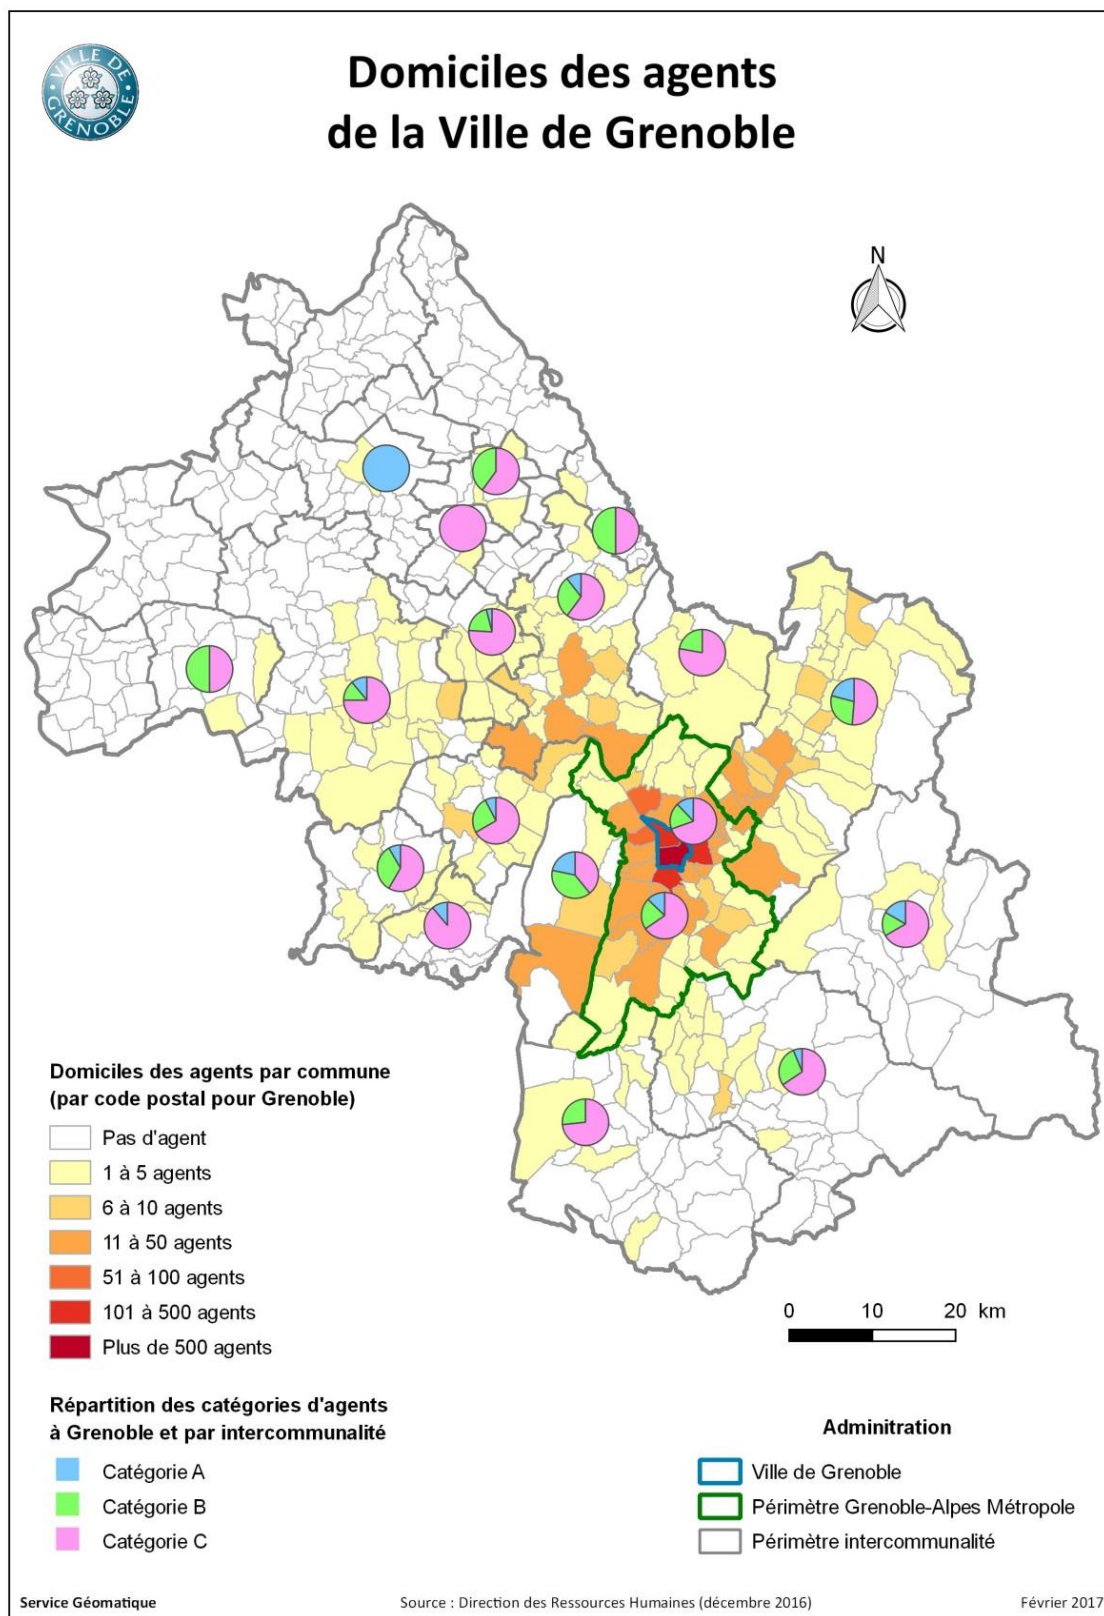 VILLE DE
GRENOBLE
Domiciles des agents
de la Ville de Grenoble
N
Domiciles des agents par commune
(par code postal pour Grenoble)
Pas d'agent
1 à 5 agents
6 à 10 agents
11 à 50 agents
51 à 100 agents
101 à 500 agents
Plus de 500 agents
0 10 20 km
Répartition des catégories d'agents
à Grenoble et par intercommunalité
Catégorie A
Catégorie B
Catégorie C
Adminitration
Ville de Grenoble
Périmètre Grenoble-Alpes Métropole
Périmètre intercommunalité
Service Géomatique
Source : Direction des Ressources Humaines (décembre 2016)
Février 2017